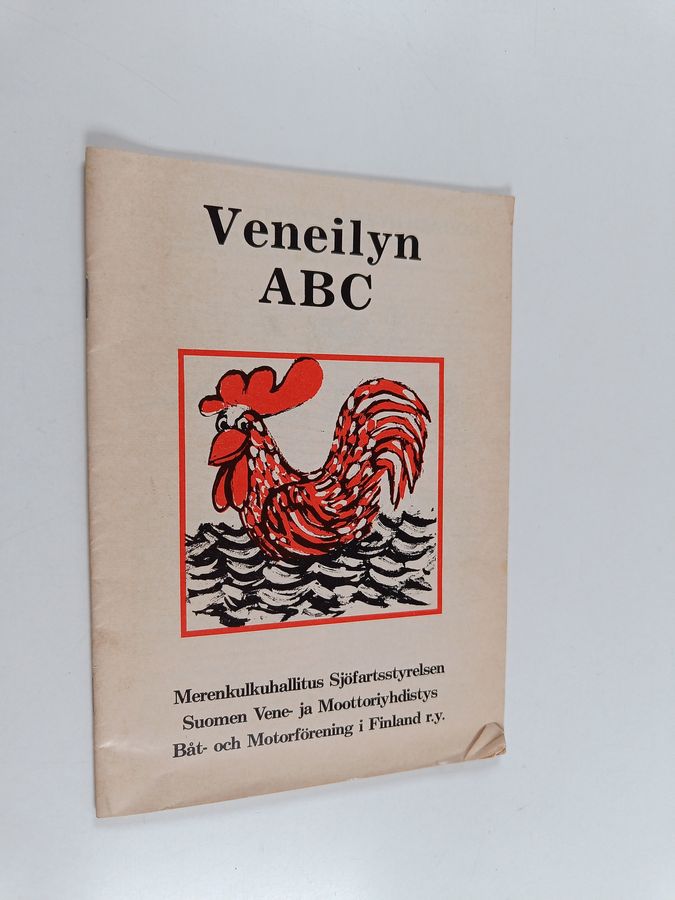 Veneilyn
ABC
Merenkulkuhallitus Sjöfartsstyrelsen
Suomen Vene- ja Moottoriyhdistys
Båt- och Motorförening i Finland r.y.